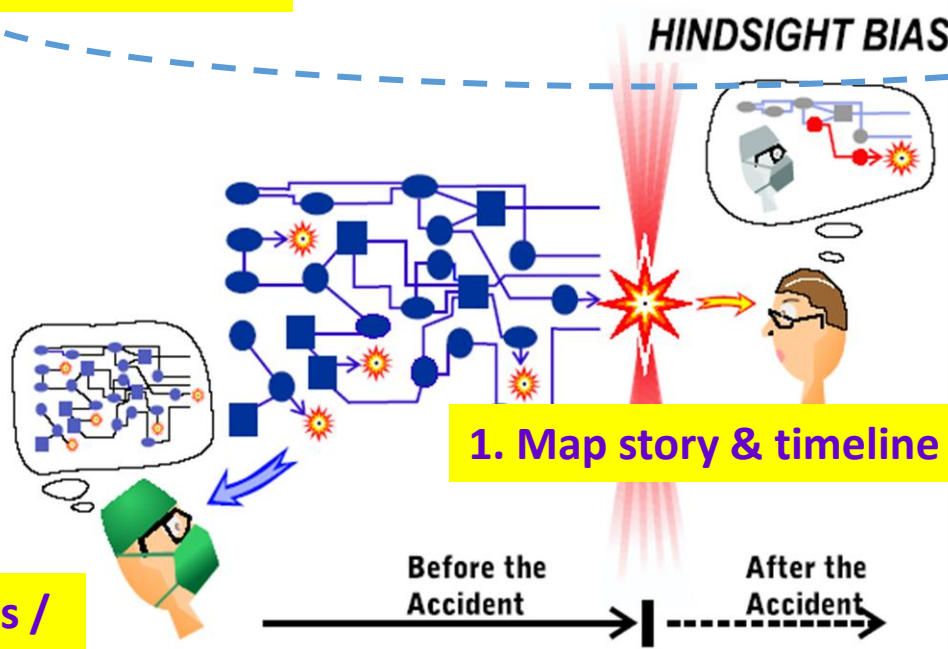 HINDSIGHT BIAS
1. Map story & timeline
Before the
Accident
After the
Accident
s /